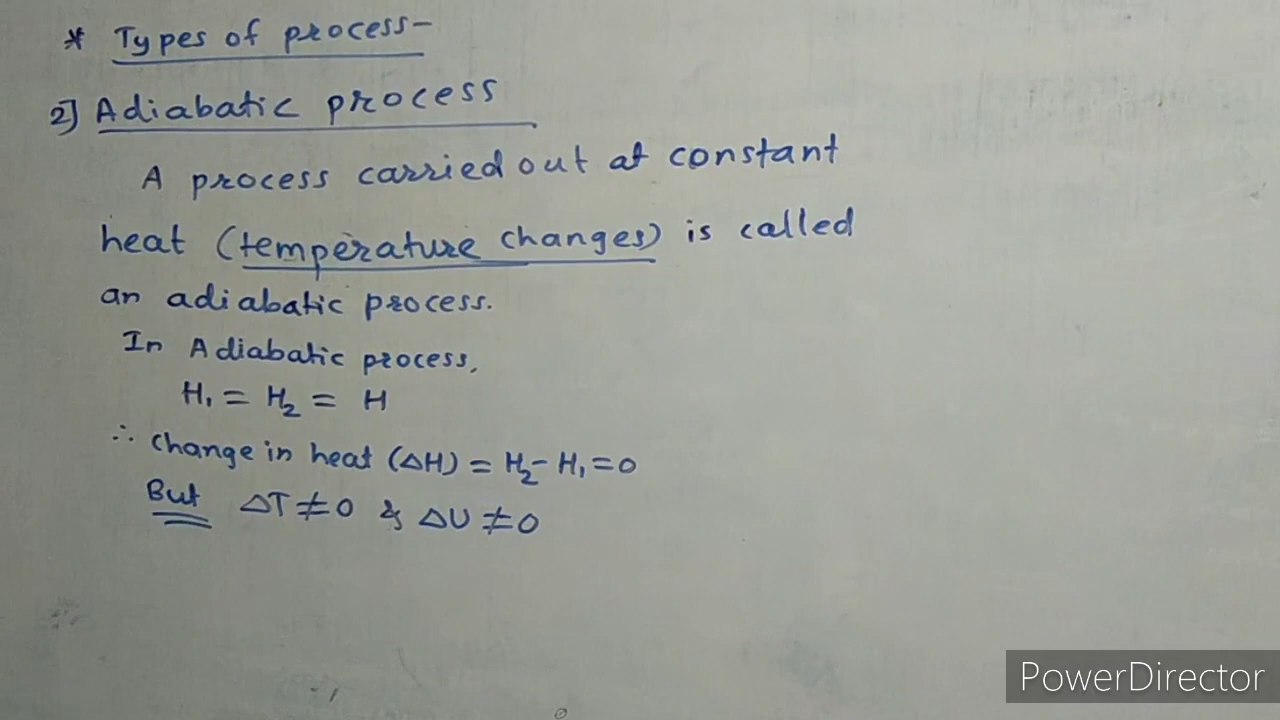 * Types of process-
2] Adiabatic process
A process carried out at constant
heat (temperature changes) is called
an adiabatic process.
In Adiabatic process,
H₁ = H₂ = H
∴ change in heat (ΔH) = H₂ - H₁ = 0
But ΔT ≠ 0 & ΔU ≠ 0
PowerDirector